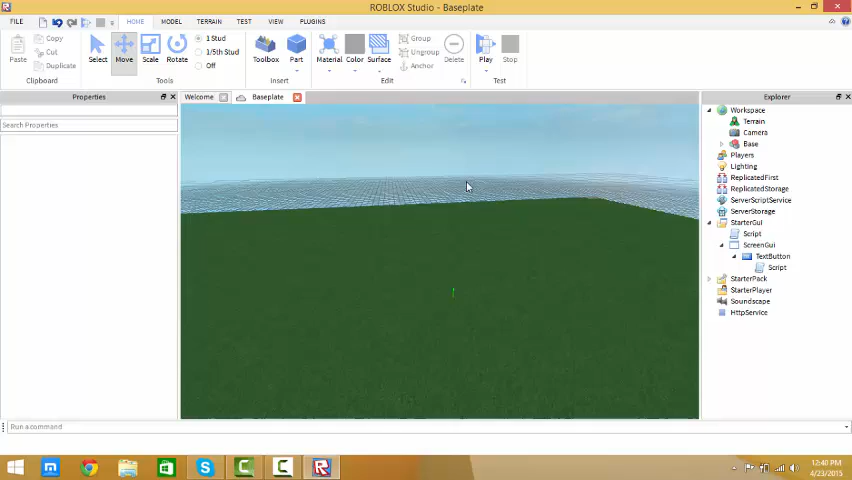 ROBLOX Studio - Baseplate
FILE HOME MODEL TERRAIN TEST VIEW PLUGINS
Paste Copy Cut Duplicate Clipboard
Select Move Scale Rotate 1 Stud 1/5th Stud Off Tools
Toolbox Part Insert
Material Color Surface Group Ungroup Anchor Delete Edit
Play Stop Test
Properties
Search Properties
Welcome Baseplate
Explorer
Workspace
Terrain
Camera
Base
Players
Lighting
ReplicatedFirst
ReplicatedStorage
ServerScriptService
ServerStorage
StarterGui
Script
ScreenGui
TextButton
Script
StarterPack
StarterPlayer
Soundscape
HttpService
Run a command
12:40 PM
4/23/2015